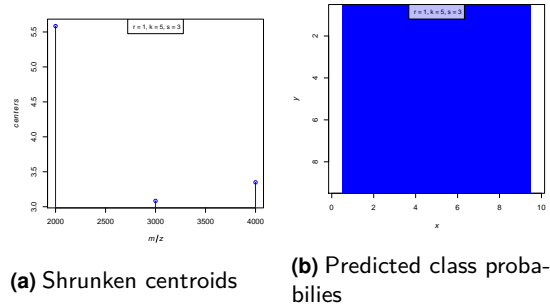 r = 1, k = 5, s = 3
5.5
5.0
4.5
4.0
3.5
3.0
centers
2000 2500 3000 3500 4000
m/z
(a) Shrunken centroids
r = 1, k = 5, s = 3
2
4
6
8
y
0 2 4 6 8 10
x
(b) Predicted class proba-
bilies